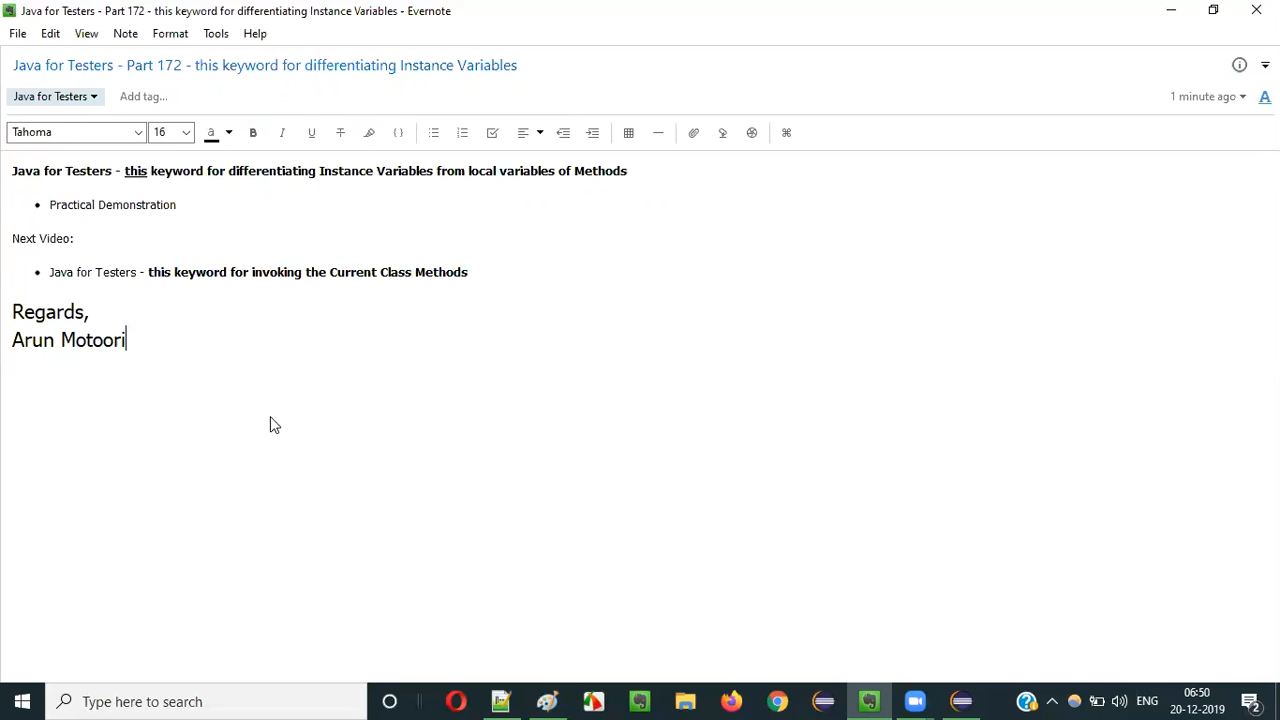 Java for Testers - Part 172 - this keyword for differentiating Instance Variables - Evernote
File Edit View Note Format Tools Help
Java for Testers - Part 172 - this keyword for differentiating Instance Variables
Java for Testers Add tag... 1 minute ago A
Tahoma 16 a B I U T { }
Java for Testers - this keyword for differentiating Instance Variables from local variables of Methods
• Practical Demonstration
Next Video:
• Java for Testers - this keyword for invoking the Current Class Methods
Regards,
Arun Motoori
Type here to search ENG 06:50
20-12-2019 2